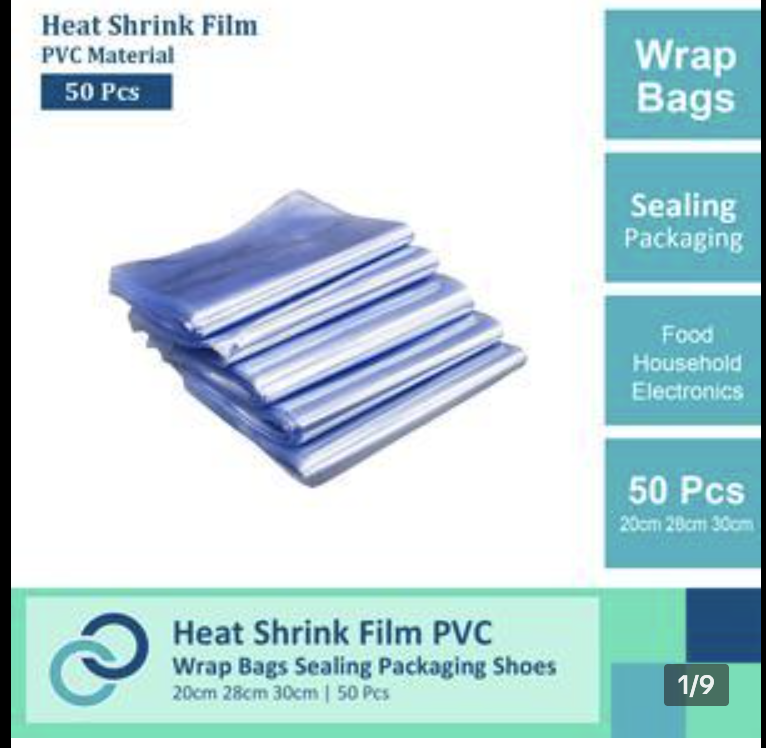 Heat Shrink Film
PVC Material
50 Pcs
Wrap
Bags
Sealing
Packaging
Food
Household
Electronics
50 Pcs
20cm 28cm 30cm
Heat Shrink Film PVC
Wrap Bags Sealing Packaging Shoes
20cm 28cm 30cm | 50 Pcs
1/9